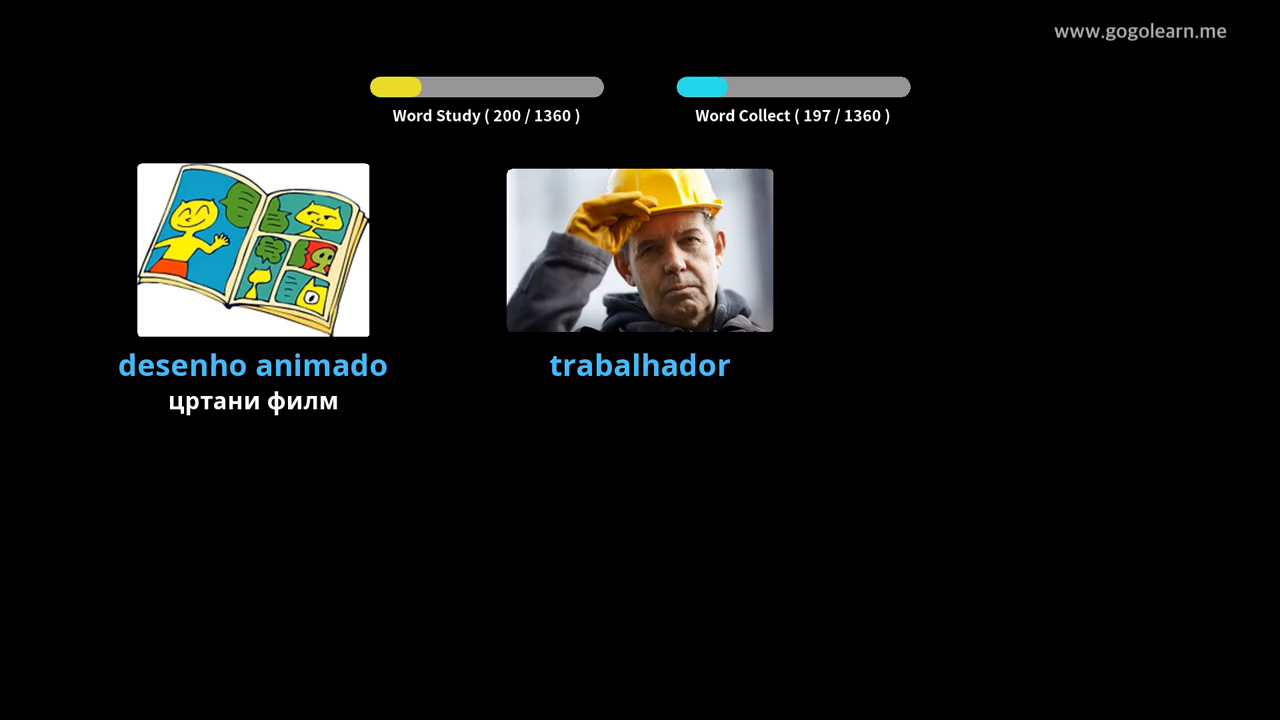 www.gogolearn.me
Word Study ( 200 / 1360 )
Word Collect ( 197 / 1360 )
desenho animado
цртани филм
trabalhador